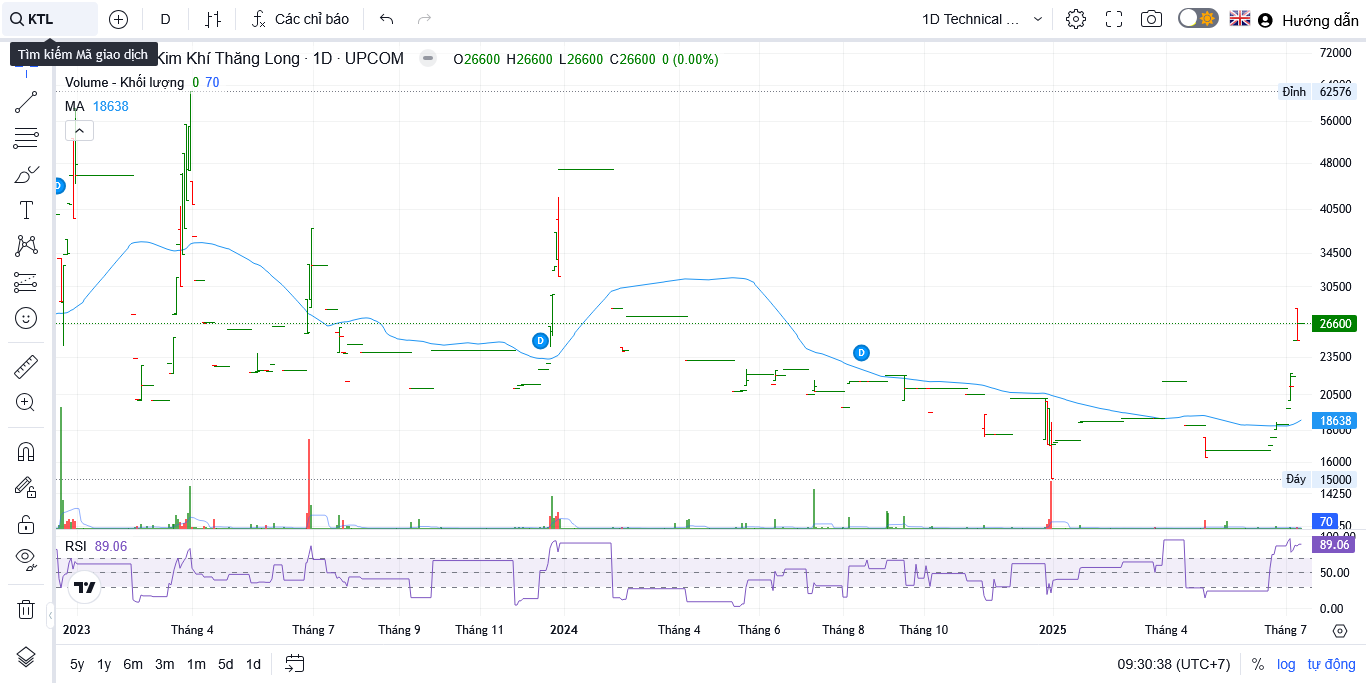 KTL
D
Các chỉ báo
1D Technical ...
Hướng dẫn
Tìm kiếm Mã giao dịch
Kim Khí Thăng Long · 1D · UPCOM
O26600 H26600 L26600 C26600 0 (0.00%)
Volume - Khối lượng 0 70
MA 18638
72000
Đỉnh 62576
56000
48000
D
40500
34500
30500
26600
D
D
23500
20500
18638
18000
16000
Đáy 15000
14250
70
RSI 89.06
100.00
89.06
50.00
0.00
2023
Tháng 4
Tháng 7
Tháng 9
Tháng 11
2024
Tháng 4
Tháng 6
Tháng 8
Tháng 10
2025
Tháng 4
Tháng 7
5y 1y 6m 3m 1m 5d 1d
09:30:38 (UTC+7)
% log tự động